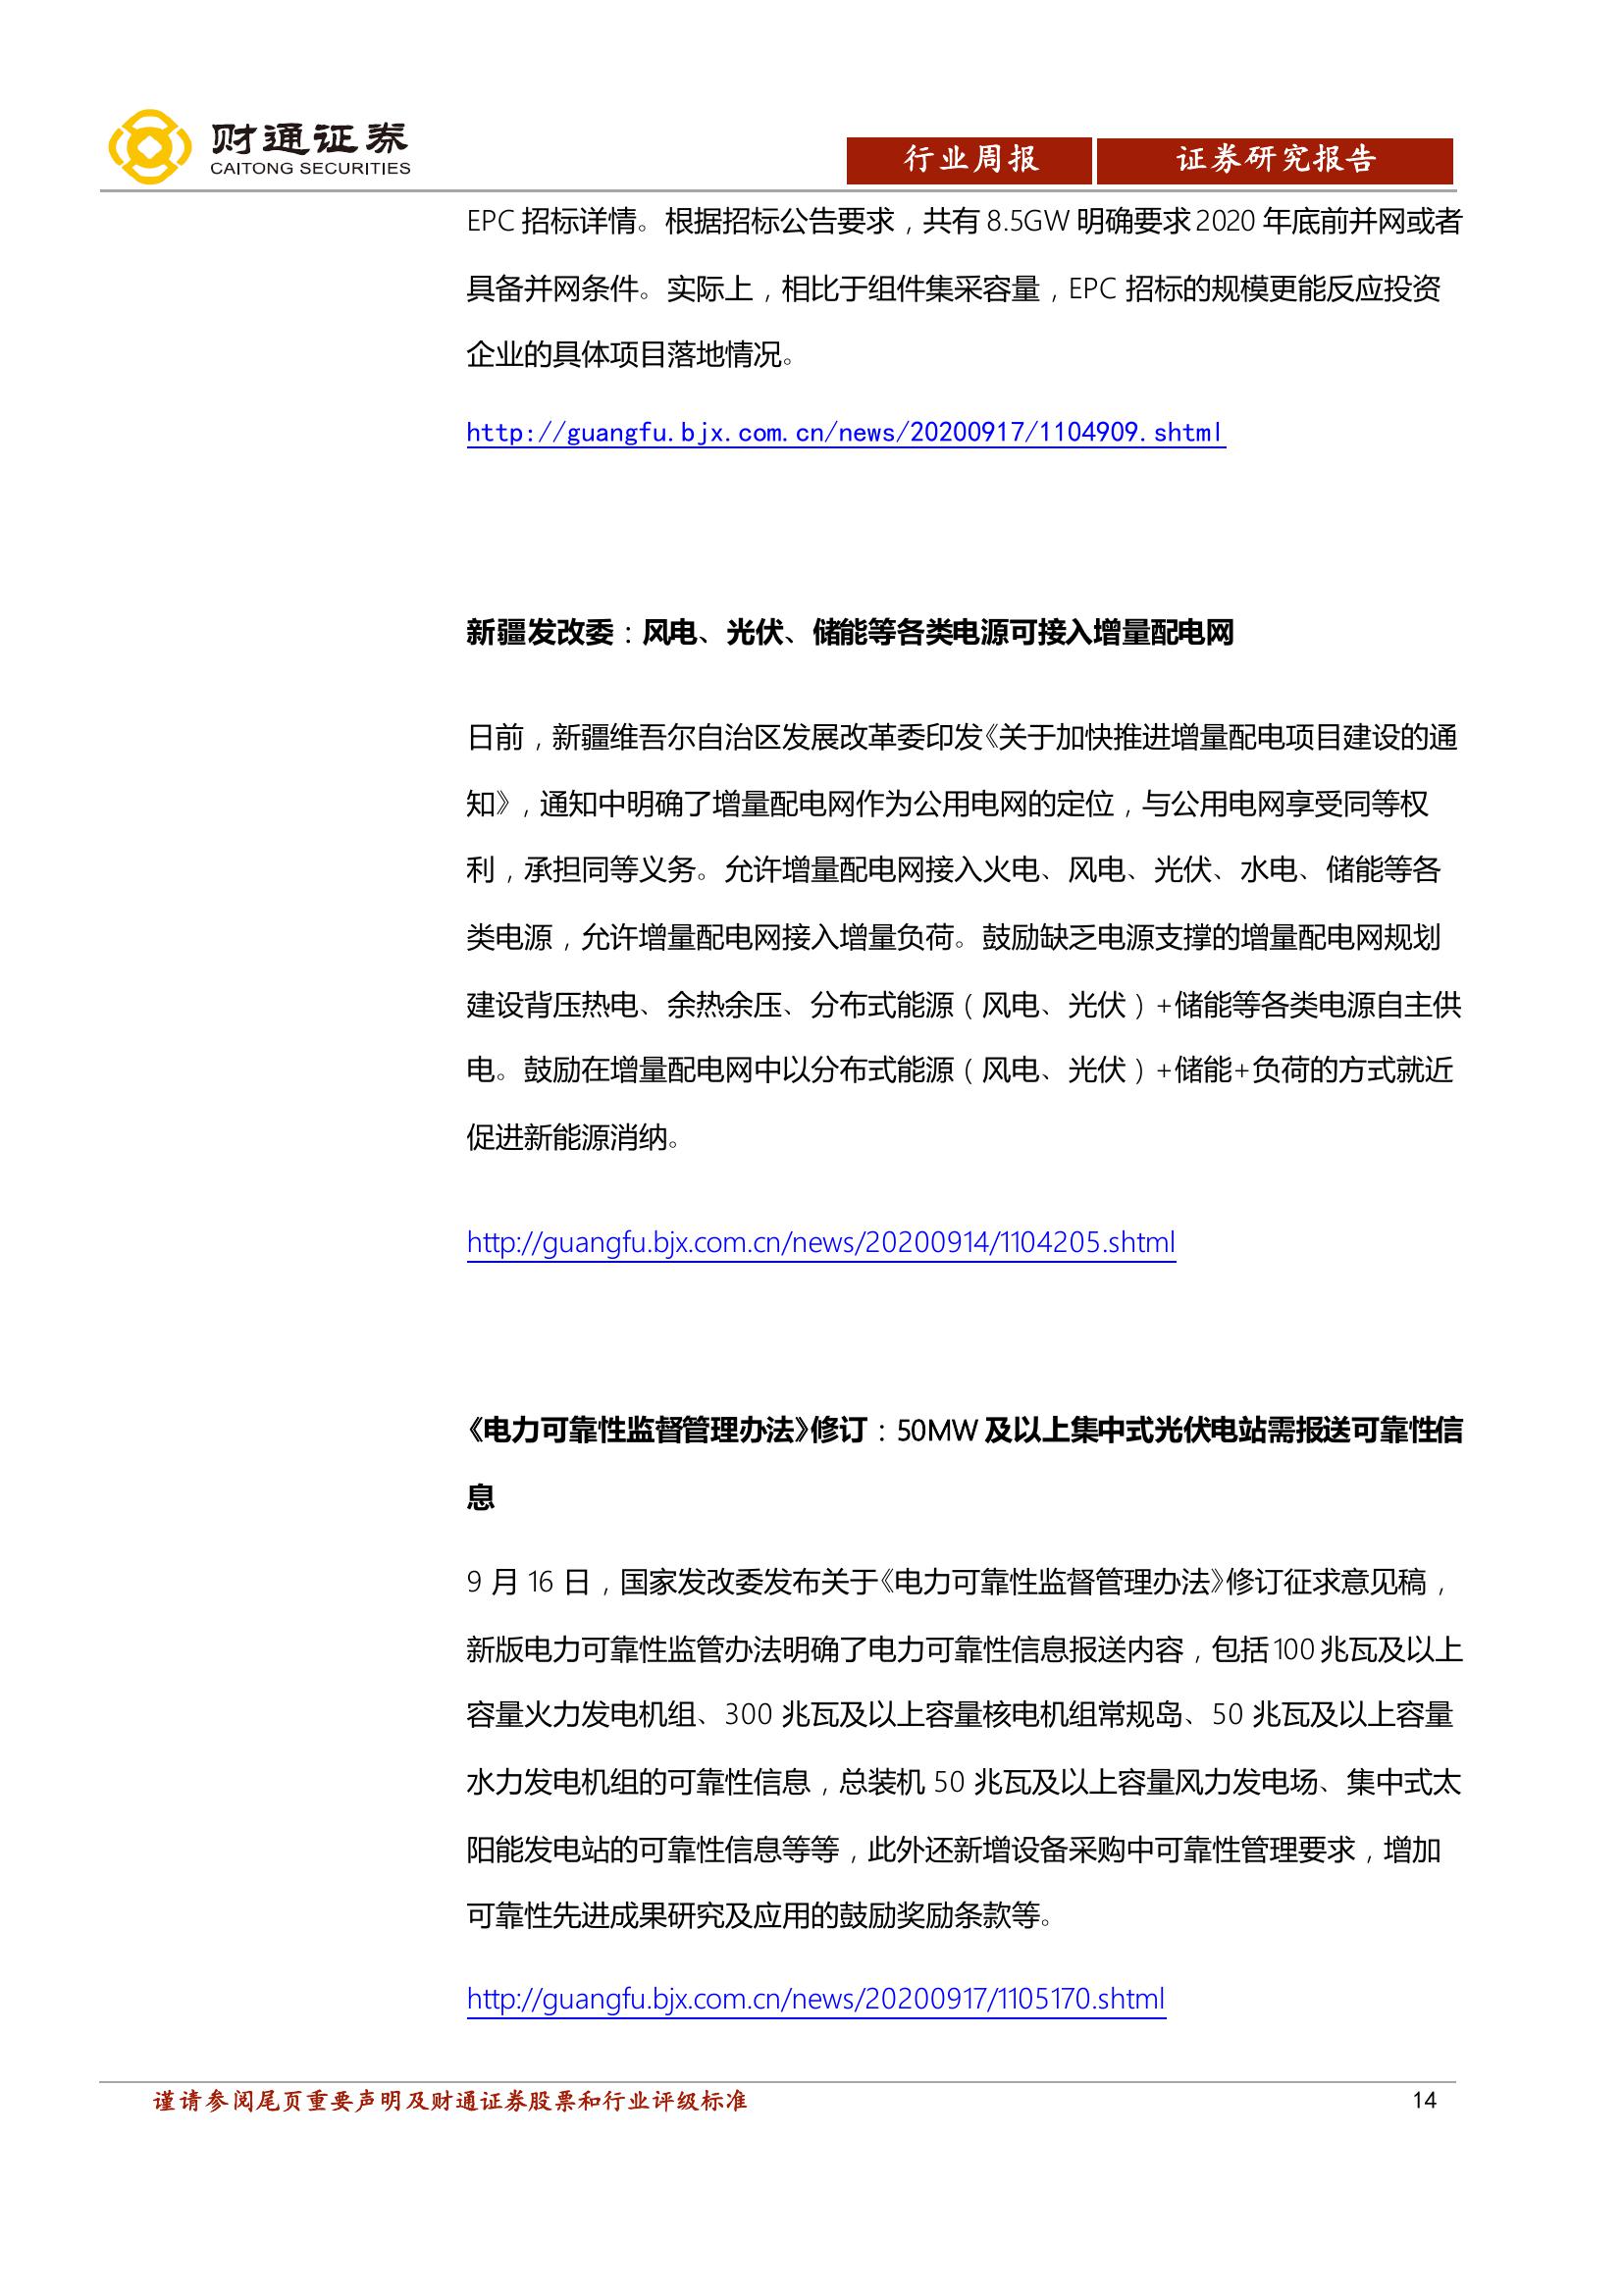 财通证券
CAITONG SECURITIES
行业周报
证券研究报告
EPC 招标详情。根据招标公告要求，共有 8.5GW 明确要求 2020 年底前并网或者
具备并网条件。实际上，相比于组件集采容量，EPC 招标的规模更能反应投资
企业的具体项目落地情况。
http://guangfu.bjx.com.cn/news/20200917/1104909.shtml
新疆发改委：风电、光伏、储能等各类电源可接入增量配电网
日前，新疆维吾尔自治区发展改革委印发《关于加快推进增量配电项目建设的通
知》，通知中明确了增量配电网作为公用电网的定位，与公用电网享受同等权
利，承担同等义务。允许增量配电网接入火电、风电、光伏、水电、储能等各
类电源，允许增量配电网接入增量负荷。鼓励缺乏电源支撑的增量配电网规划
建设背压热电、余热余压、分布式能源（风电、光伏）+储能等各类电源自主供
电。鼓励在增量配电网中以分布式能源（风电、光伏）+储能+负荷的方式就近
促进新能源消纳。
http://guangfu.bjx.com.cn/news/20200914/1104205.shtml
《电力可靠性监督管理办法》修订：50MW 及以上集中式光伏电站需报送可靠性信
息
9 月 16 日，国家发改委发布关于《电力可靠性监督管理办法》修订征求意见稿，
新版电力可靠性监管办法明确了电力可靠性信息报送内容，包括 100 兆瓦及以上
容量火力发电机组、300 兆瓦及以上容量核电机组常规岛、50 兆瓦及以上容量
水力发电机组的可靠性信息，总装机 50 兆瓦及以上容量风力发电场、集中式太
阳能发电站的可靠性信息等等，此外还新增设备采购中可靠性管理要求，增加
可靠性先进成果研究及应用的鼓励奖励条款等。
http://guangfu.bjx.com.cn/news/20200917/1105170.shtml
谨请参阅尾页重要声明及财通证券股票和行业评级标准
14